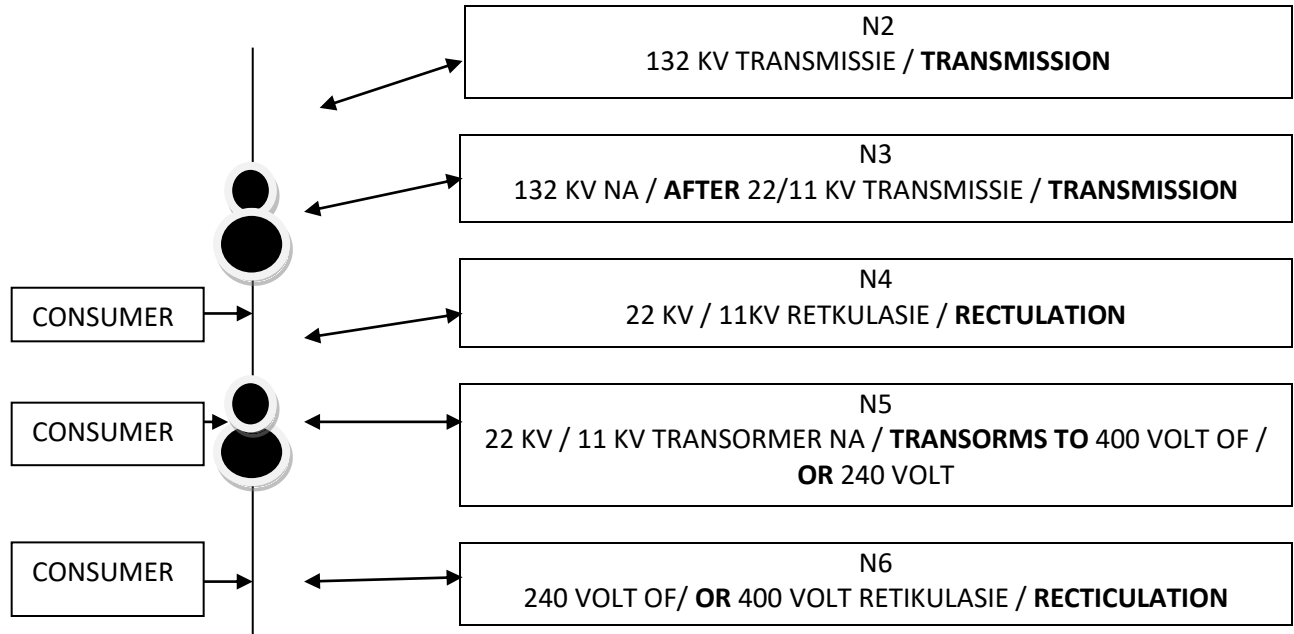 N2
132 KV TRANSMISSIE / TRANSMISSION
N3
132 KV NA / AFTER 22/11 KV TRANSMISSIE / TRANSMISSION
N4
22 KV / 11KV RETKULASIE / RECTULATION
CONSUMER
N5
22 KV / 11 KV TRANSORMER NA / TRANSORMS TO 400 VOLT OF /
OR 240 VOLT
CONSUMER
N6
240 VOLT OF/ OR 400 VOLT RETIKULASIE / RECTICULATION
CONSUMER